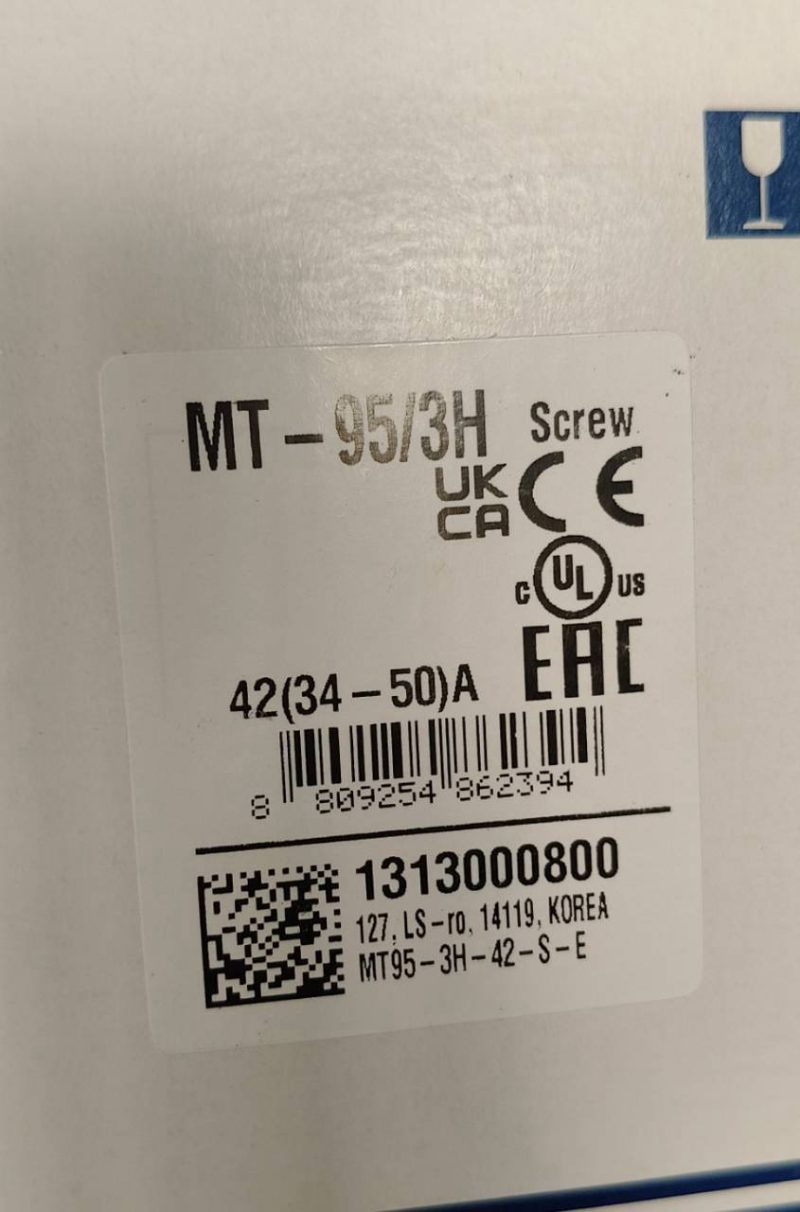 MT-95/3H Screw
UK
CA CE
C UL US
EAC
42(34-50)A
8 809254 862394
1313000800
127, LS-ro, 14119, KOREA
MT95-3H-42-S-E